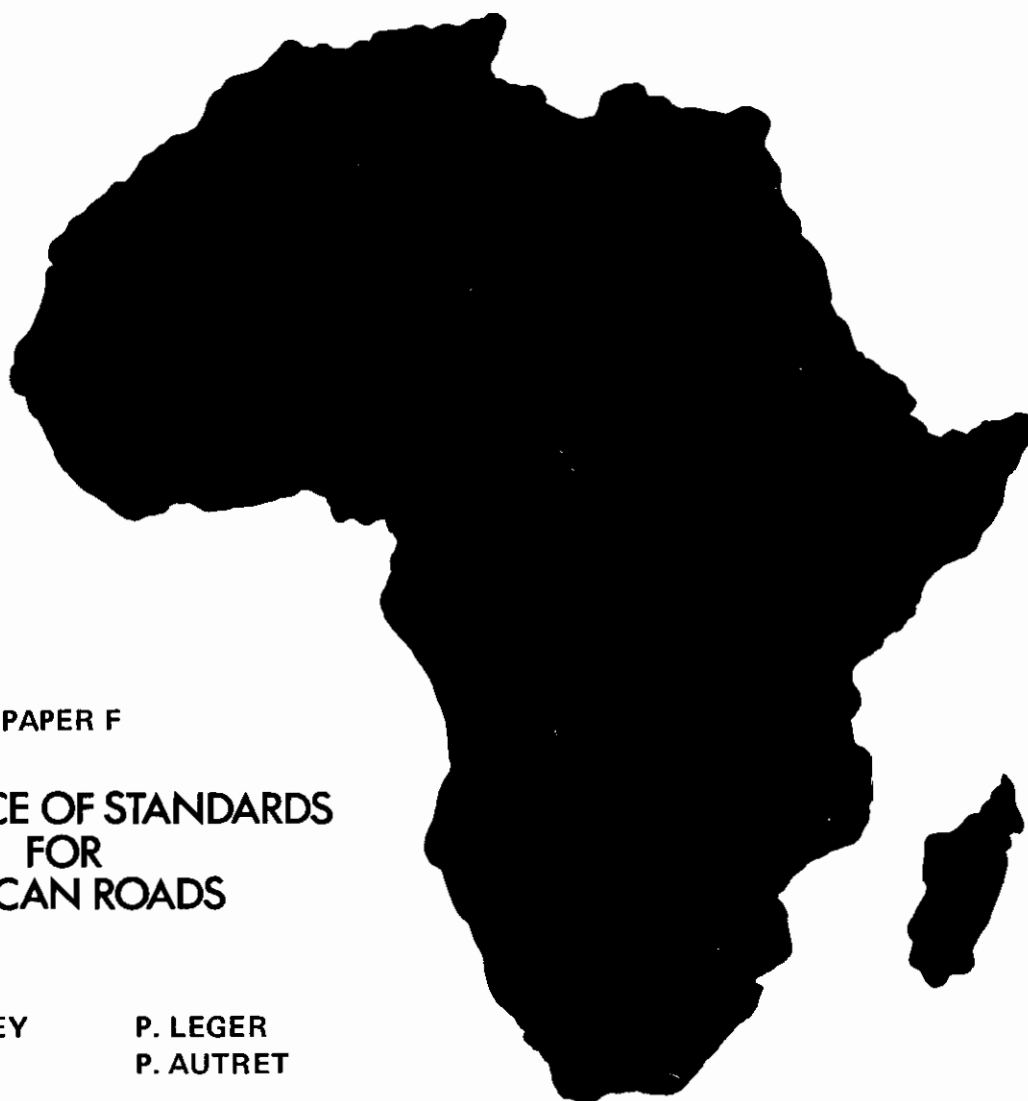 PAPER F
CE OF STANDARDS
FOR
CAN ROADS
EY P. LEGER
P. AUTRET